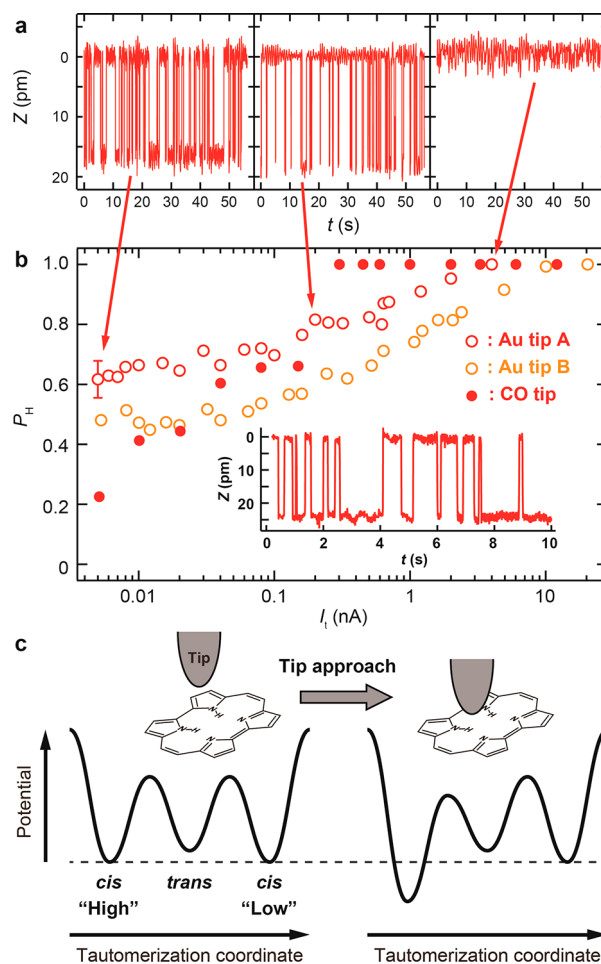 a
Z (pm)
0
10
20
0 10 20 30 40 50
0 10 20 30 40 50
0 10 20 30 40 50
t (s)
b
1.0
0.8
0.6
0.4
0.2
0
P_H
: Au tip A
: Au tip B
: CO tip
Z (pm)
0
10
20
0 2 4 6 8 10
t (s)
0.01 0.1 1 10
I_t (nA)
c
Tip
Tip approach
N
H
N
H
N
N
N
H
N
H
N
N
Potential
cis trans cis
"High" "Low"
Tautomerization coordinate
Tautomerization coordinate